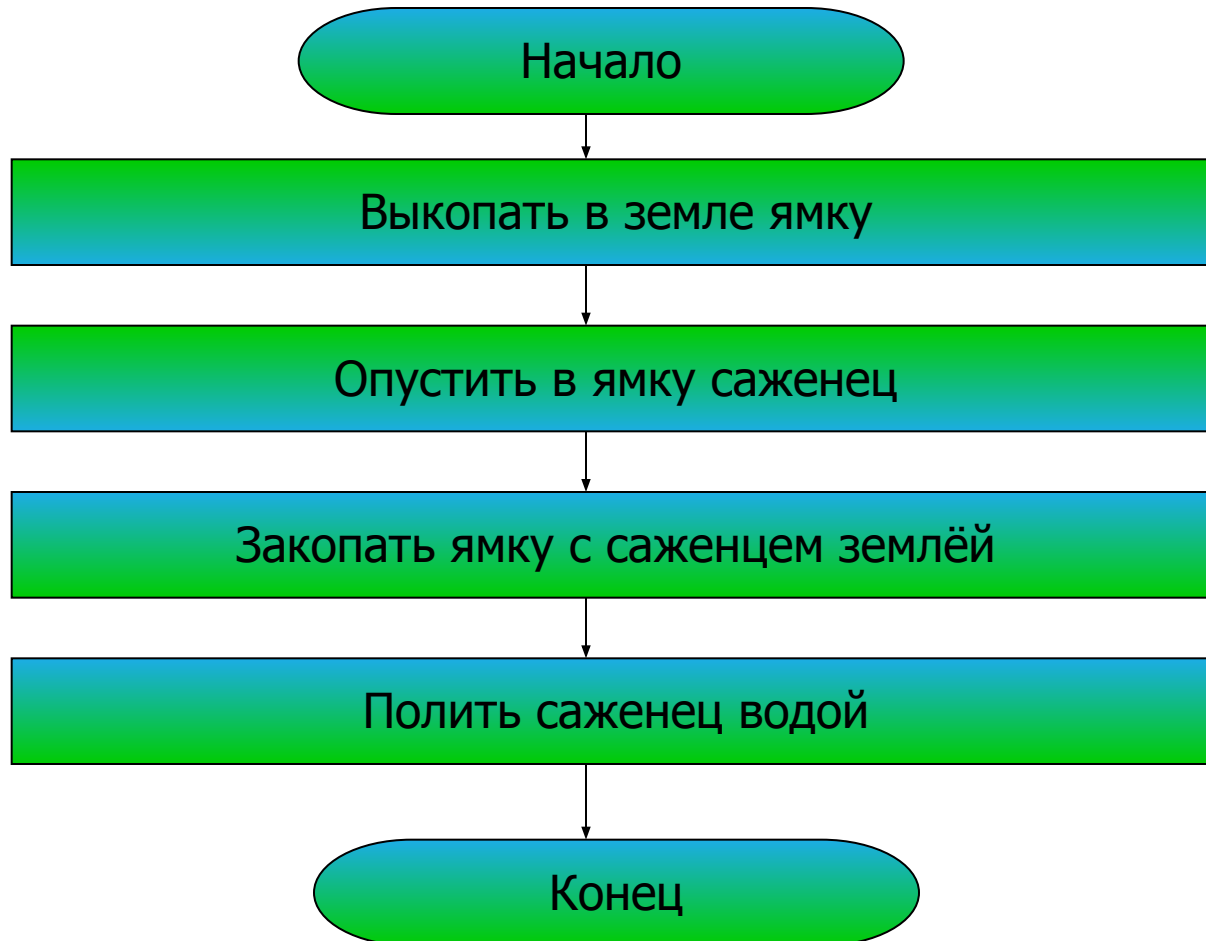 Начало
Выкопать в земле ямку
Опустить в ямку саженец
Закопать ямку с саженцем землёй
Полить саженец водой
Конец